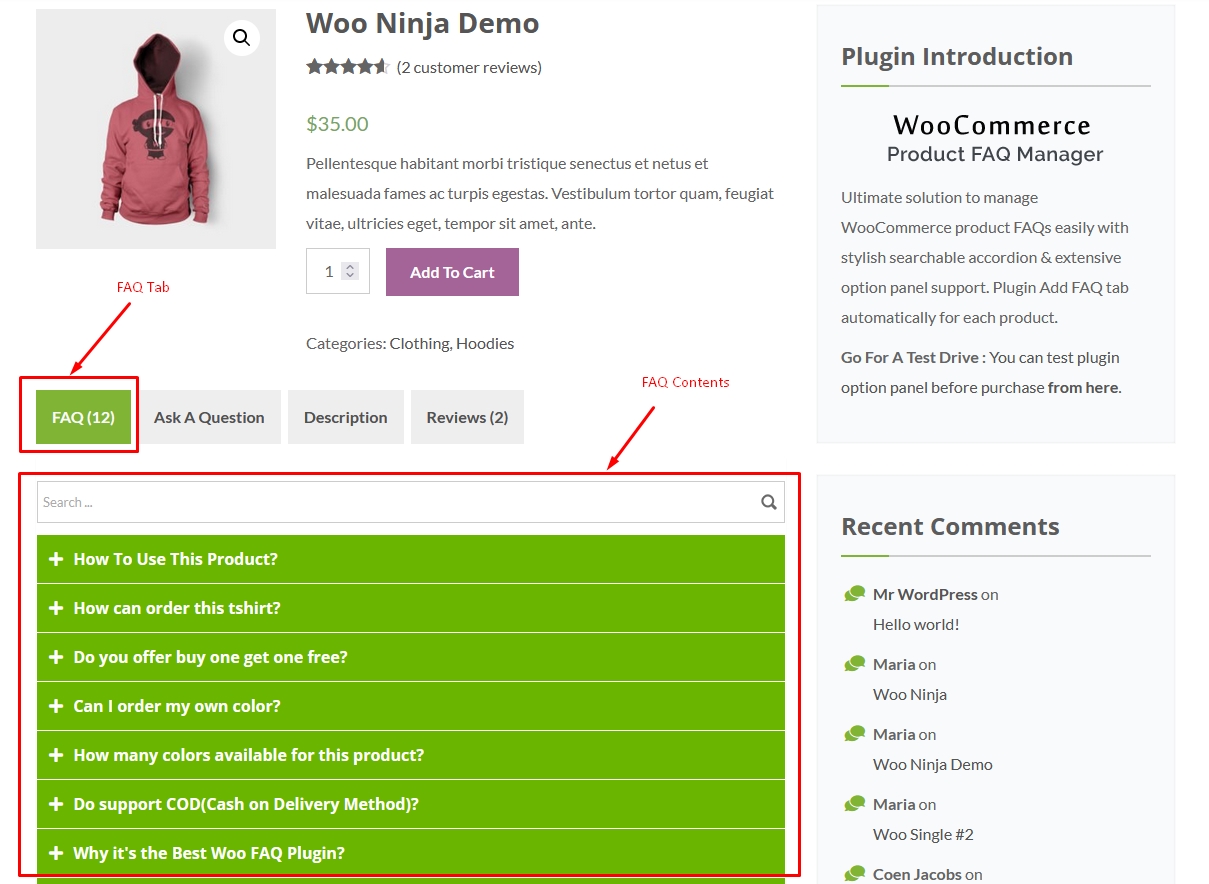 Woo Ninja Demo
(2 customer reviews)
$35.00
Pellentesque habitant morbi tristique senectus et netus et
malesuada fames ac turpis egestas. Vestibulum tortor quam, feugiat
vitae, ultricies eget, tempor sit amet, ante.
1
Add To Cart
FAQ Tab
Categories: Clothing, Hoodies
FAQ Contents
FAQ (12)
Ask A Question
Description
Reviews (2)
Search ...
How To Use This Product?
How can order this tshirt?
Do you offer buy one get one free?
Can I order my own color?
How many colors available for this product?
Do support COD(Cash on Delivery Method)?
Why it's the Best Woo FAQ Plugin?
Plugin Introduction
WooCommerce
Product FAQ Manager
Ultimate solution to manage
WooCommerce product FAQs easily with
stylish searchable accordion & extensive
option panel support. Plugin Add FAQ tab
automatically for each product.
Go For A Test Drive : You can test plugin
option panel before purchase from here.
Recent Comments
Mr WordPress on
Hello world!
Maria on
Woo Ninja
Maria on
Woo Ninja Demo
Maria on
Woo Single #2
Coen Jacobs on